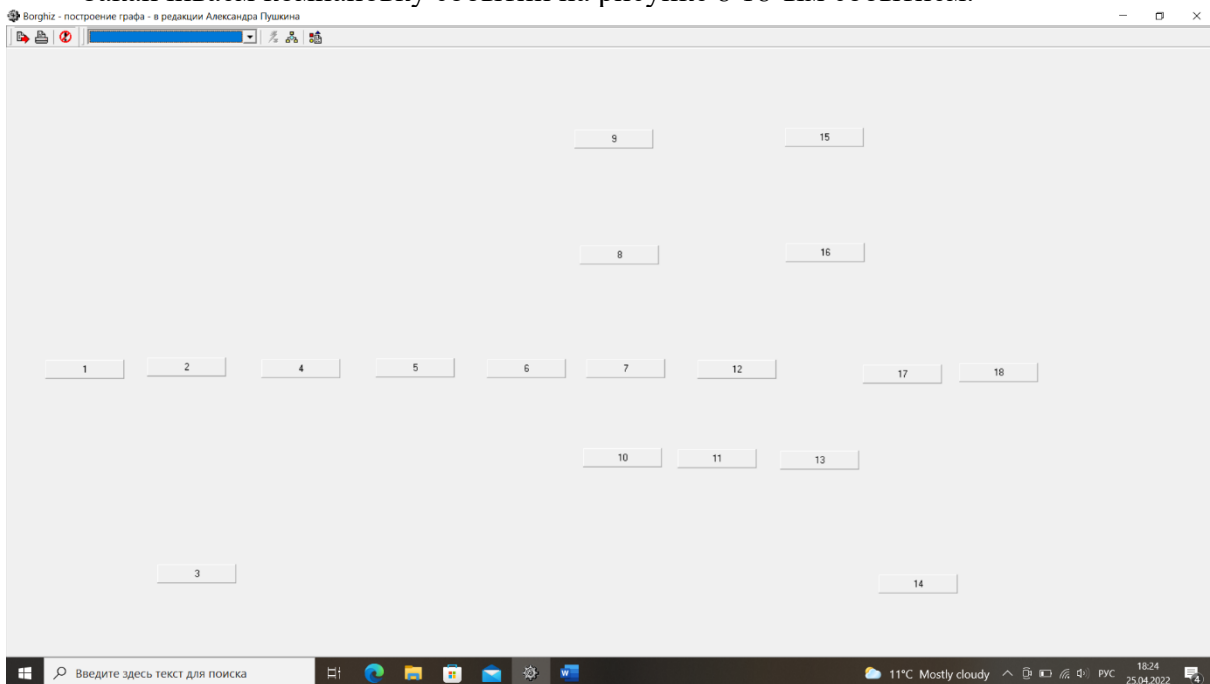 Borghiz - построение графа - в редакции Александра Пушкина
9 15
8 16
1 2 4 5 6 7 12 17 18
10 11 13
3 14
Введите здесь текст для поиска
11°C Mostly cloudy РУС 18:24
25.04.2022 4